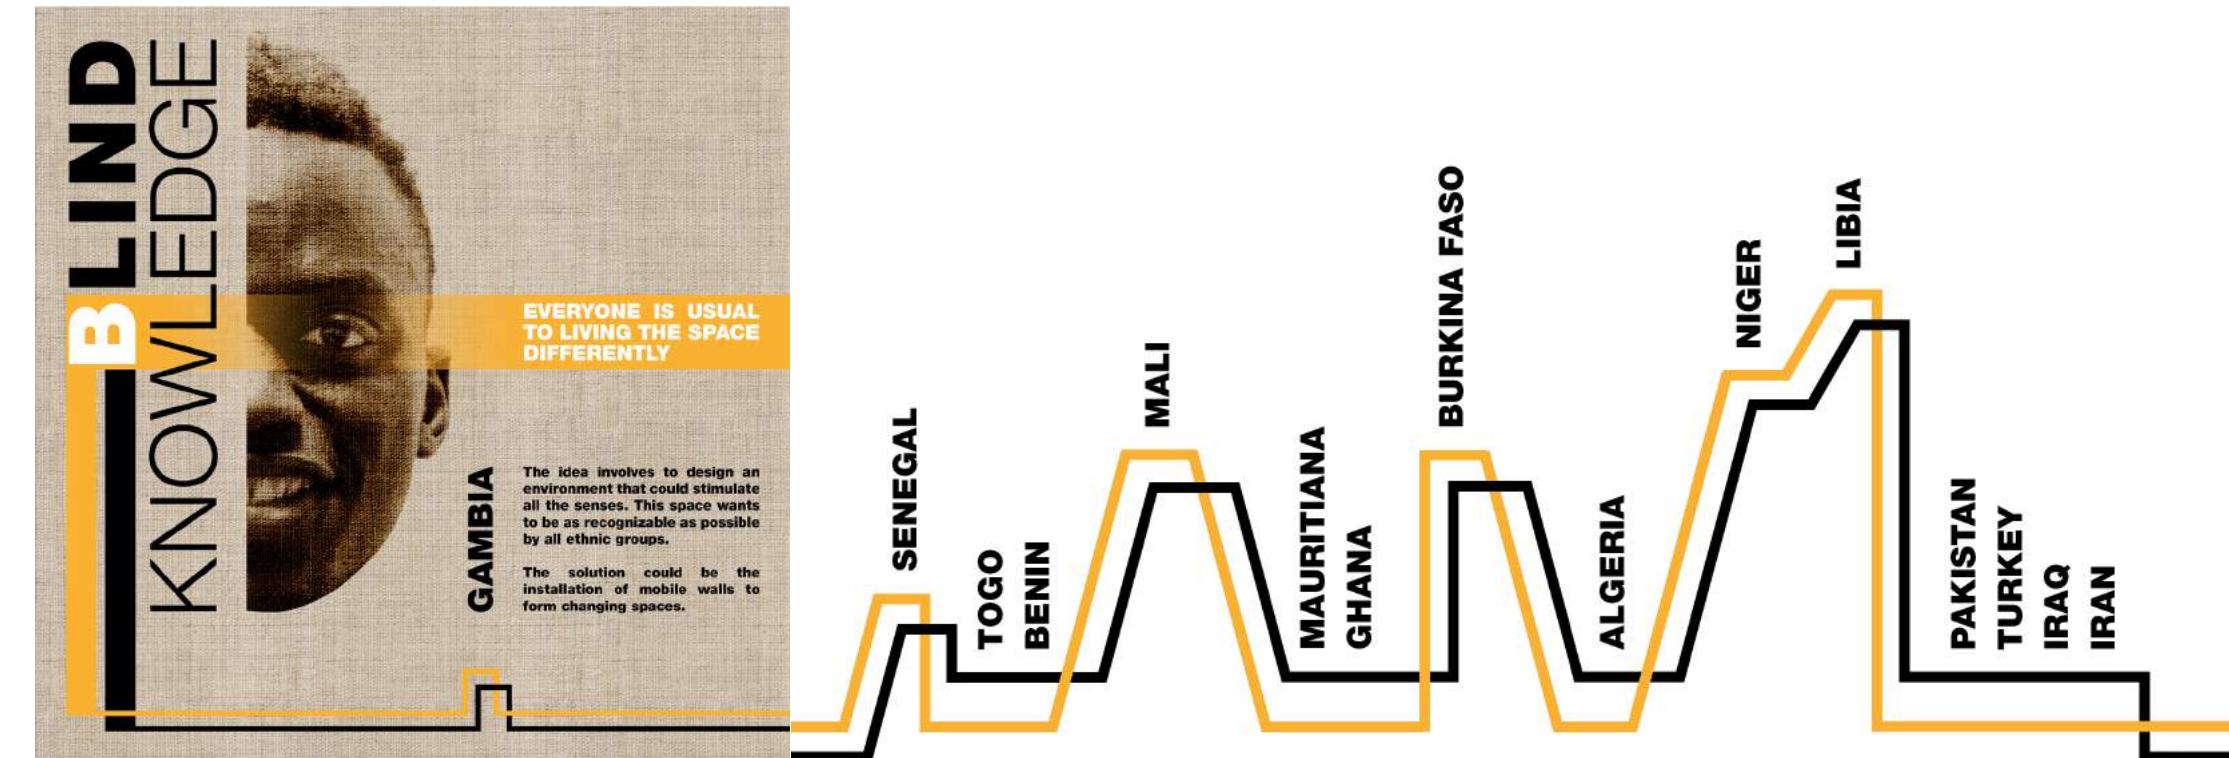 BLIND
KNOWLEDGE
EVERYONE IS USUAL
TO LIVING THE SPACE
DIFFERENTLY
GAMBIA
The idea involves to design an
environment that could stimulate
all the senses. This space wants
to be as recognizable as possible
by all ethnic groups.
The solution could be the
installation of mobile walls to
form changing spaces.
SENEGAL
TOGO
BENIN
MALI
MAURITIANA
GHANA
BURKINA FASO
ALGERIA
NIGER
LIBIA
PAKISTAN
TURKEY
IRAQ
IRAN